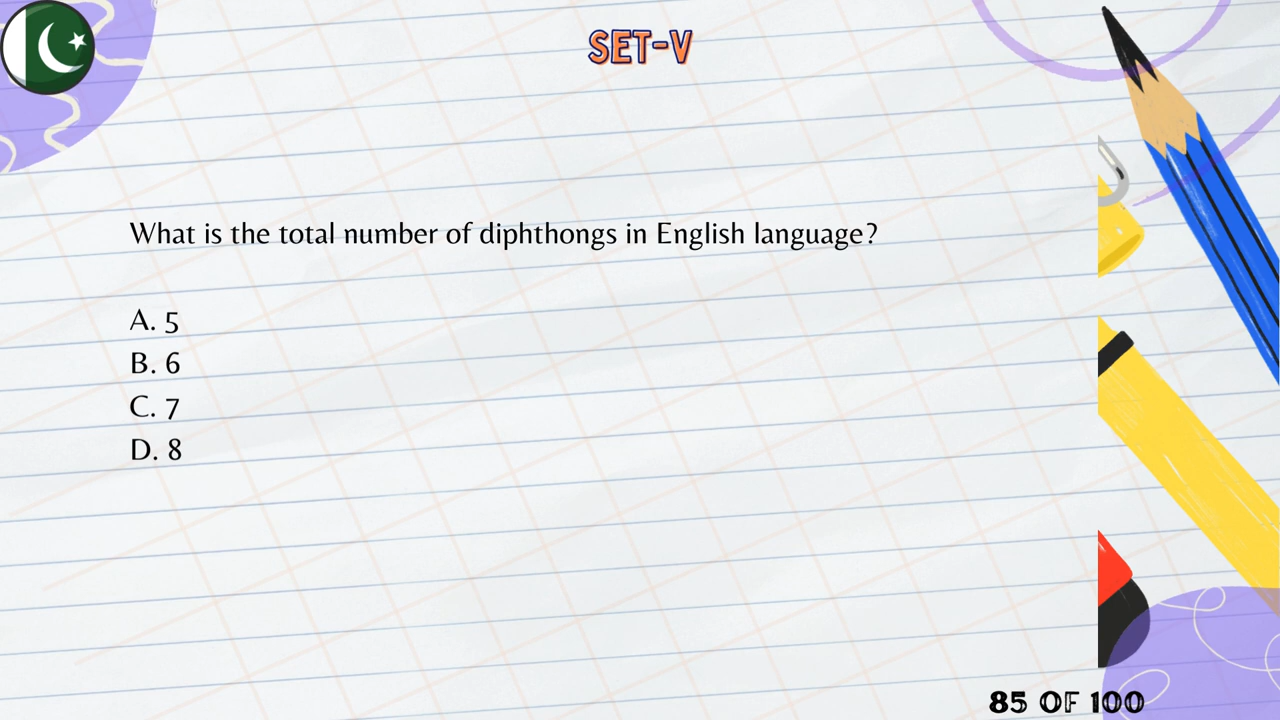 SET-V
What is the total number of diphthongs in English language?
A. 5
B. 6
C. 7
D. 8
85 OF 100